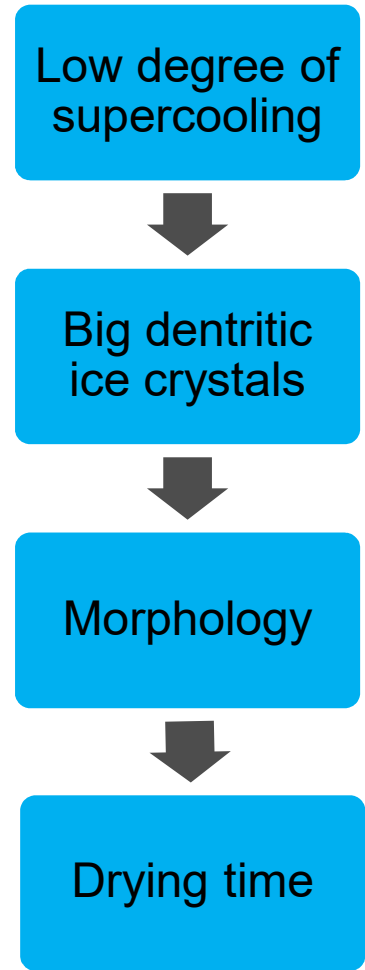 Low degree of
supercooling
Big dentritic
ice crystals
Morphology
Drying time